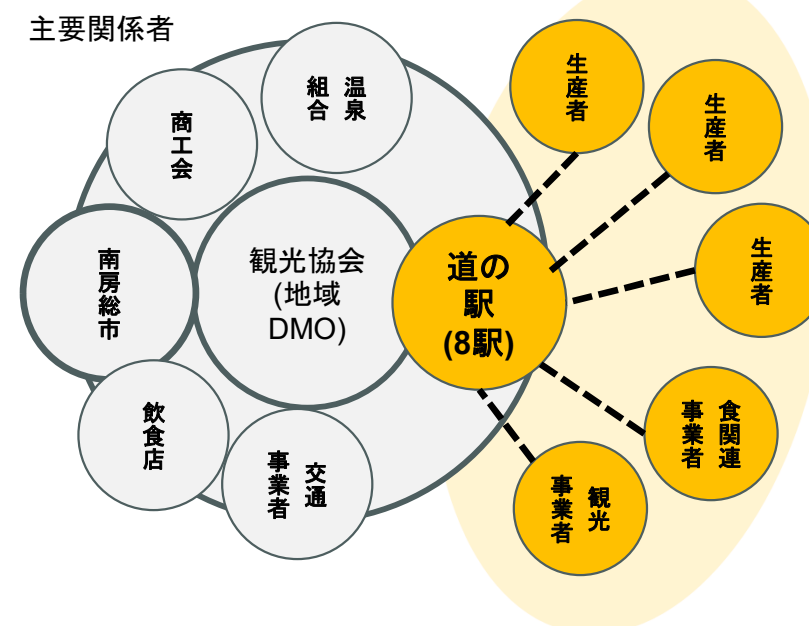 主要関係者
温泉
組合
商工会
南房総市
飲食店
交通
事業者
観光協会
(地域
DMO)
道の
駅
(8駅)
生産者
生産者
生産者
食関連
事業者
観光
事業者